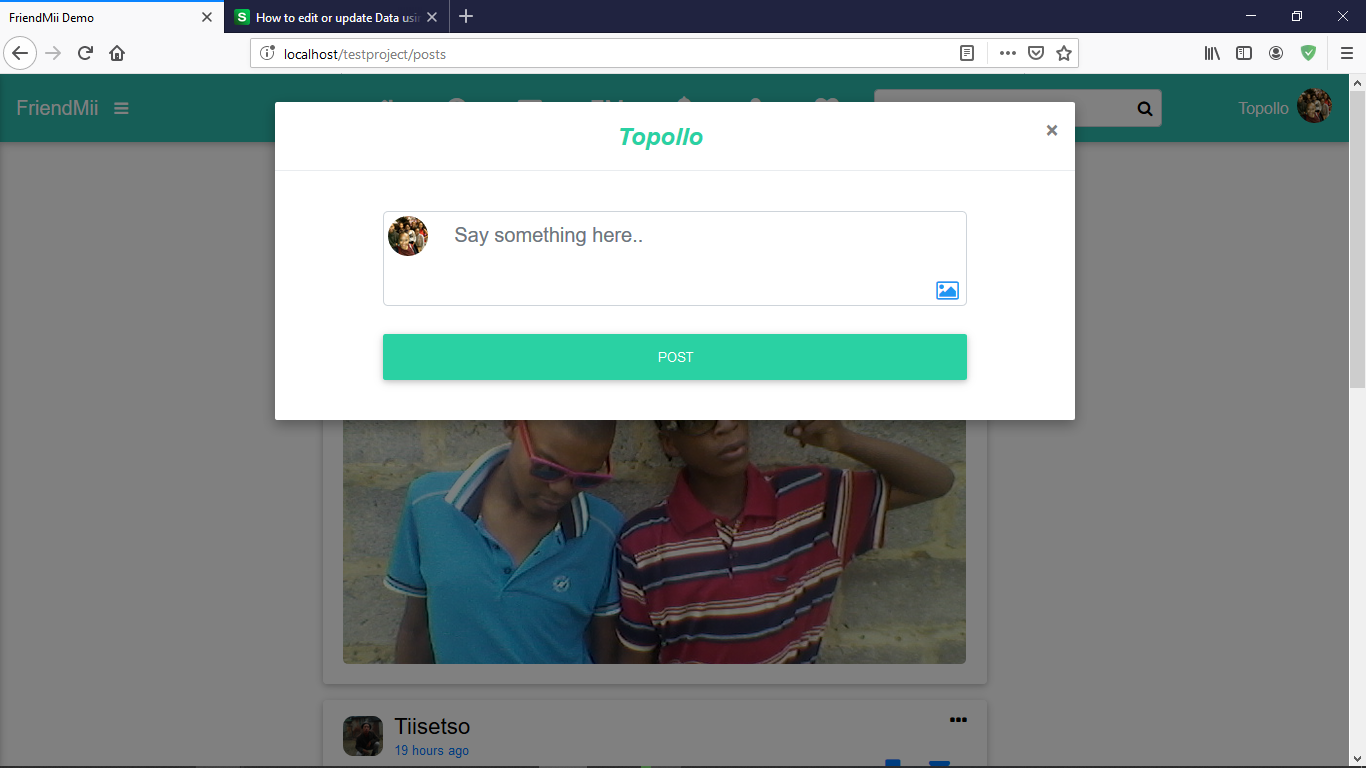 FriendMii Demo
How to edit or update Data usi
localhost/testproject/posts
FriendMii
Topollo
Topollo
×
Say something here..
POST
Tiisetso
19 hours ago